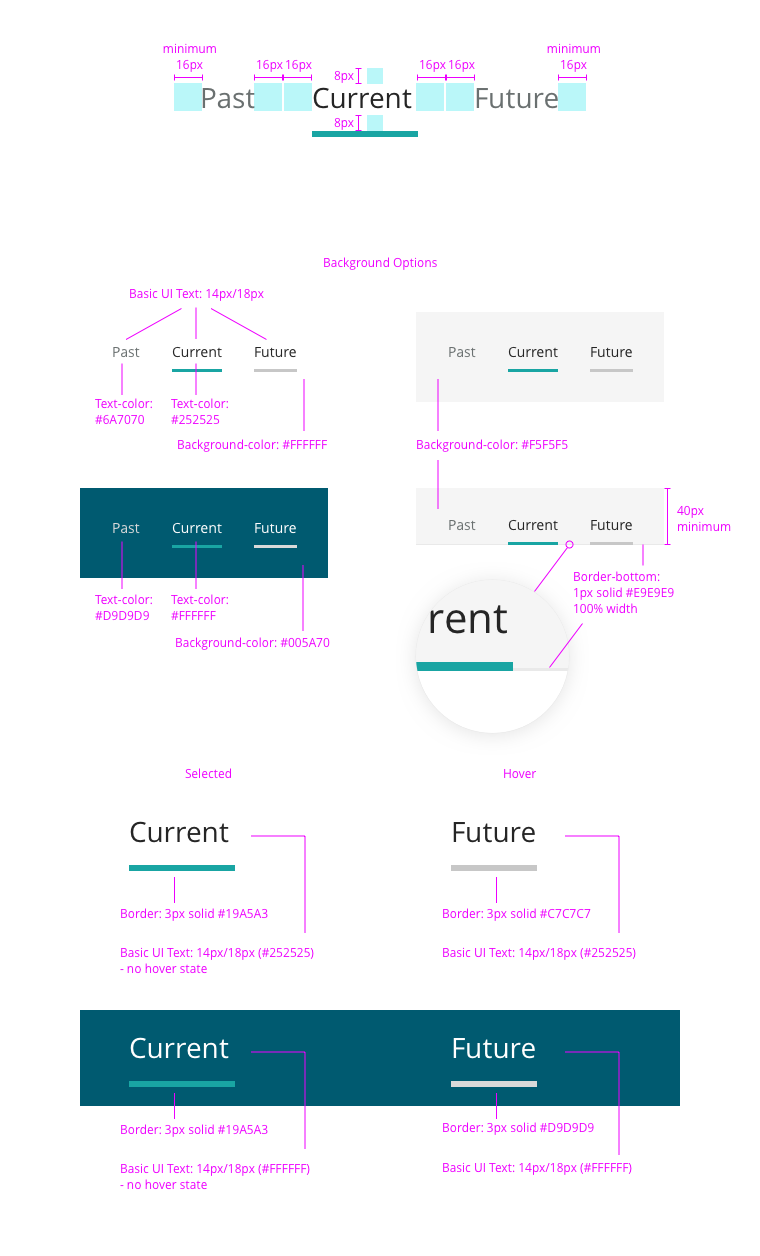 minimum
16px
16px 16px
8px
16px 16px
minimum
16px
Past Current Future
8px
Background Options
Basic UI Text: 14px/18px
Past Current Future
Text-color:
#6A7070
Text-color:
#252525
Background-color: #FFFFFF
Past Current Future
Background-color: #F5F5F5
Past Current Future
Text-color:
#D9D9D9
Text-color:
#FFFFFF
Background-color: #005A70
Past Current Future
40px
minimum
Border-bottom:
1px solid #E9E9E9
100% width
rent
Selected
Hover
Current
Border: 3px solid #19A5A3
Basic UI Text: 14px/18px (#252525)
- no hover state
Future
Border: 3px solid #C7C7C7
Basic UI Text: 14px/18px (#252525)
Current
Border: 3px solid #19A5A3
Basic UI Text: 14px/18px (#FFFFFF)
- no hover state
Future
Border: 3px solid #D9D9D9
Basic UI Text: 14px/18px (#FFFFFF)